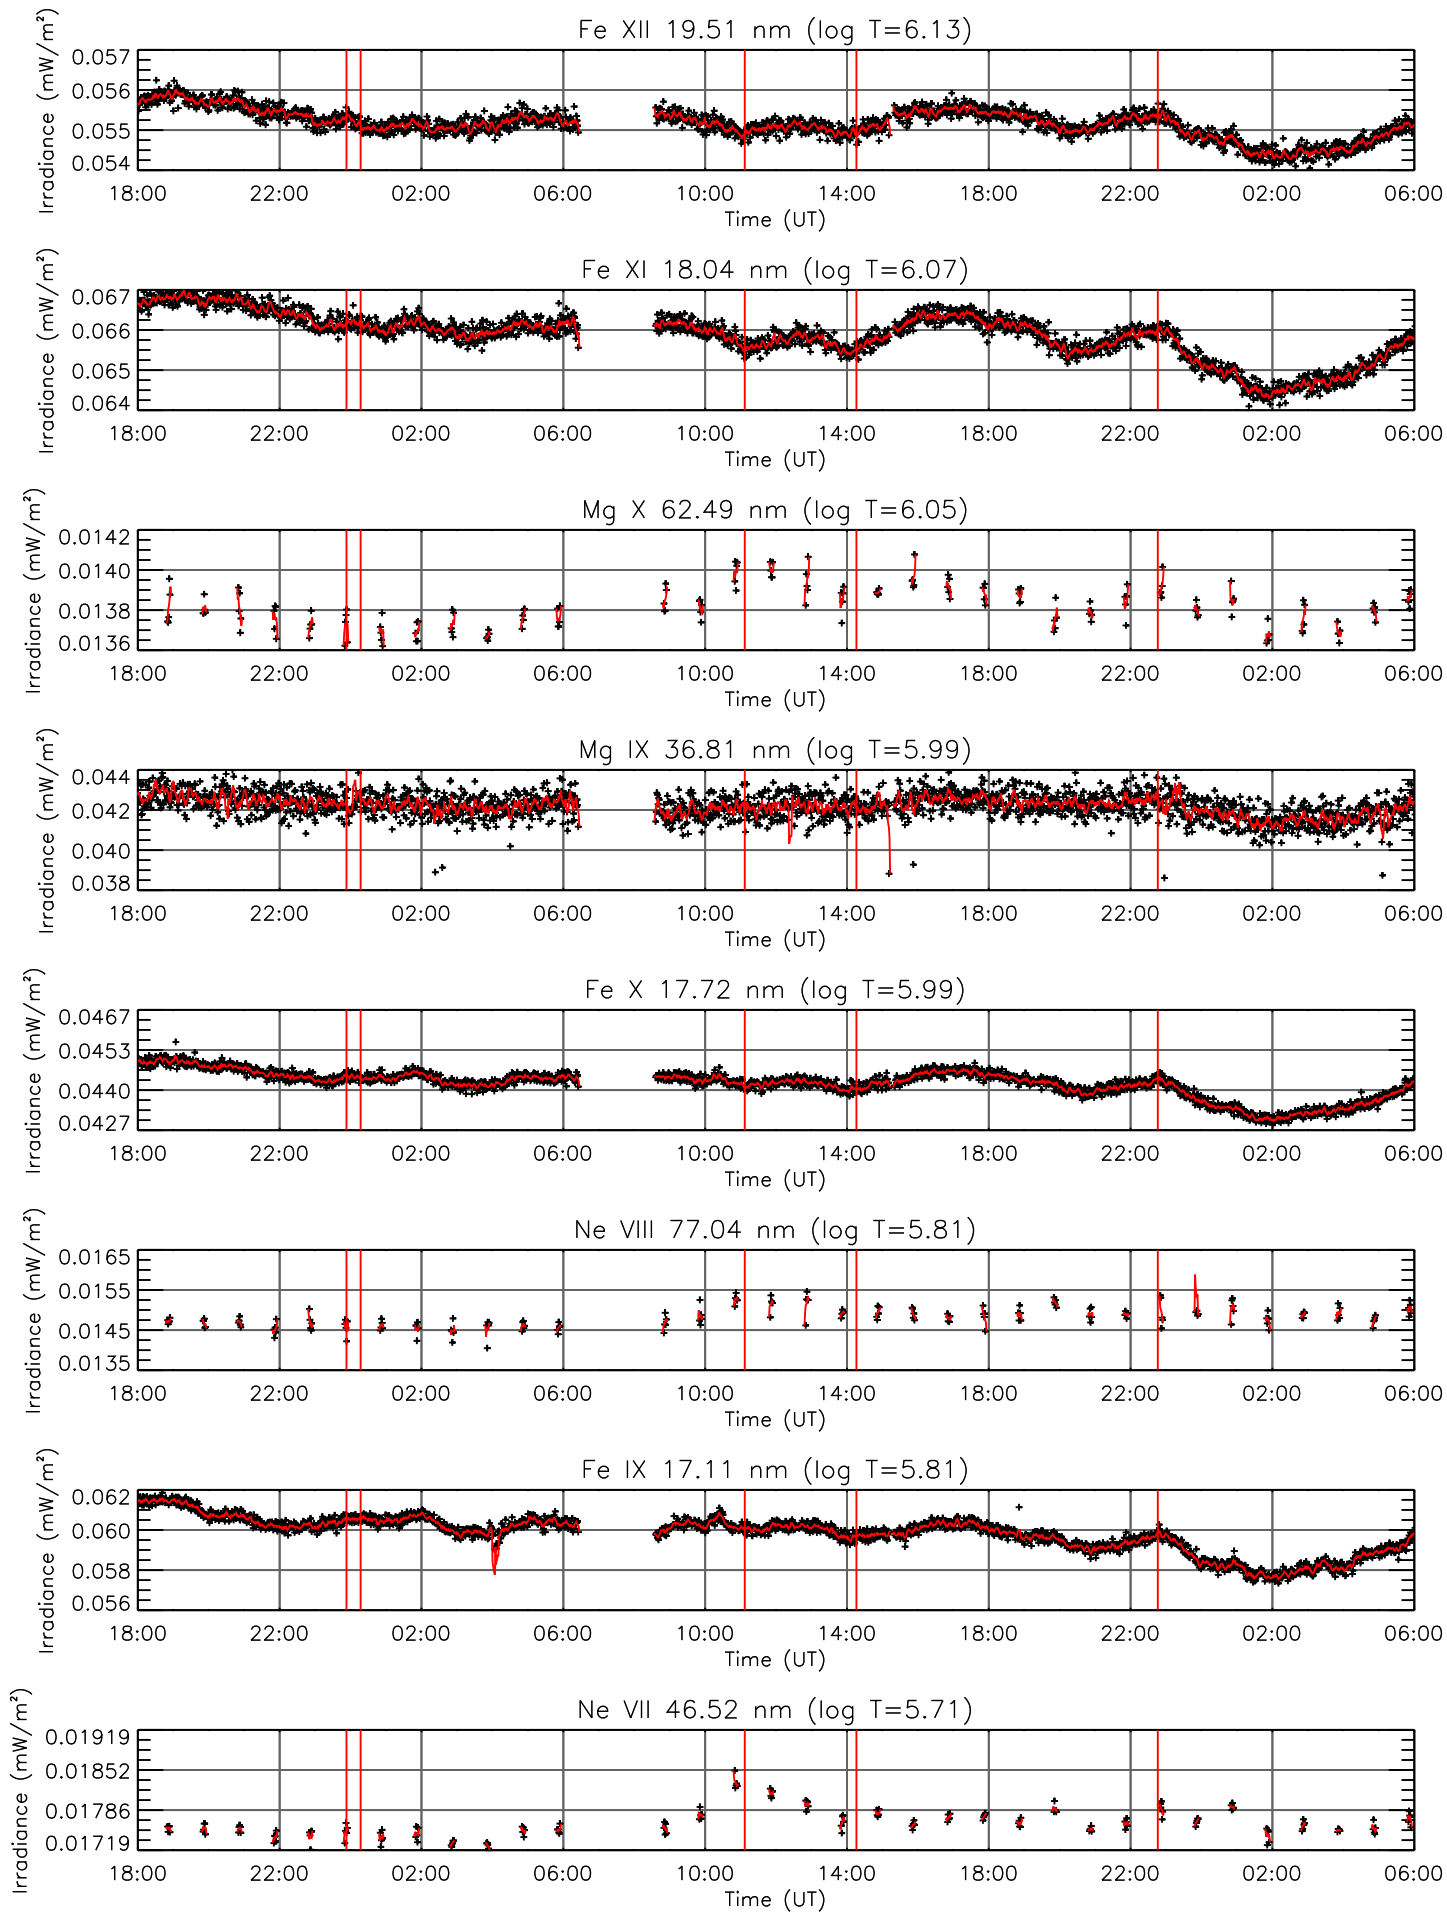 Fe XII 19.51 nm (log T=6.13)
Irradiance (mW/m²)
0.057
0.056
0.055
0.054
18:00 22:00 02:00 06:00 10:00 14:00 18:00 22:00 02:00 06:00
Time (UT)
Fe XI 18.04 nm (log T=6.07)
Irradiance (mW/m²)
0.067
0.066
0.065
0.064
18:00 22:00 02:00 06:00 10:00 14:00 18:00 22:00 02:00 06:00
Time (UT)
Mg X 62.49 nm (log T=6.05)
Irradiance (mW/m²)
0.0142
0.0140
0.0138
0.0136
18:00 22:00 02:00 06:00 10:00 14:00 18:00 22:00 02:00 06:00
Time (UT)
Mg IX 36.81 nm (log T=5.99)
Irradiance (mW/m²)
0.044
0.042
0.040
0.038
18:00 22:00 02:00 06:00 10:00 14:00 18:00 22:00 02:00 06:00
Time (UT)
Fe X 17.72 nm (log T=5.99)
Irradiance (mW/m²)
0.0467
0.0453
0.0440
0.0427
18:00 22:00 02:00 06:00 10:00 14:00 18:00 22:00 02:00 06:00
Time (UT)
Ne VIII 77.04 nm (log T=5.81)
Irradiance (mW/m²)
0.0165
0.0155
0.0145
0.0135
18:00 22:00 02:00 06:00 10:00 14:00 18:00 22:00 02:00 06:00
Time (UT)
Fe IX 17.11 nm (log T=5.81)
Irradiance (mW/m²)
0.062
0.060
0.058
0.056
18:00 22:00 02:00 06:00 10:00 14:00 18:00 22:00 02:00 06:00
Time (UT)
Ne VII 46.52 nm (log T=5.71)
Irradiance (mW/m²)
0.01919
0.01852
0.01786
0.01719
18:00 22:00 02:00 06:00 10:00 14:00 18:00 22:00 02:00 06:00
Time (UT)